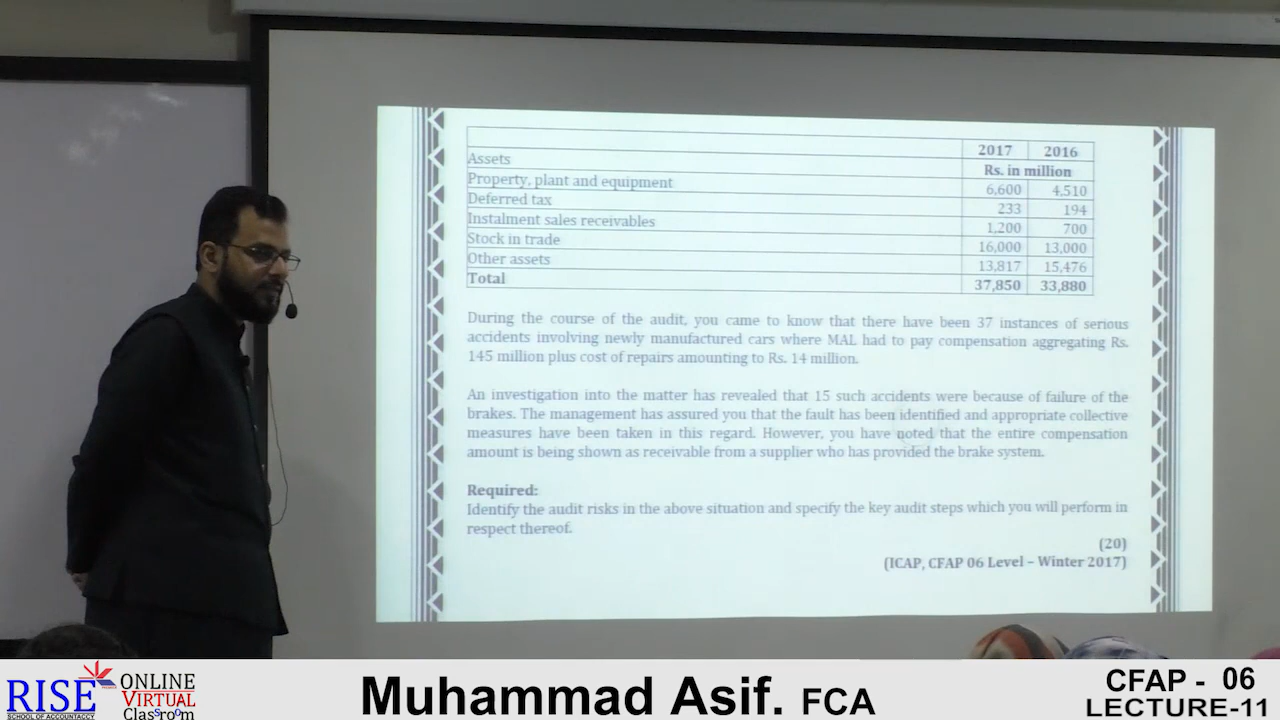 2017 2016
Assets Rs. in million
Property, plant and equipment 6,600 4,510
Deferred tax 233 194
Instalment sales receivables 1,200 700
Stock in trade 16,000 13,000
Other assets 13,817 15,476
Total 37,850 33,880
During the course of the audit, you came to know that there have been 37 instances of serious
accidents involving newly manufactured cars where MAL had to pay compensation aggregating Rs.
145 million plus cost of repairs amounting to Rs. 14 million.
An investigation into the matter has revealed that 15 such accidents were because of failure of the
brakes. The management has assured you that the fault has been identified and appropriate collective
measures have been taken in this regard. However, you have noted that the entire compensation
amount is being shown as receivable from a supplier who has provided the brake system.
Required:
Identify the audit risks in the above situation and specify the key audit steps which you will perform in
respect thereof.
(20)
(ICAP, CFAP 06 Level – Winter 2017)
RISE
SCHOOL OF ACCOUNTANCY
ONLINE
VIRTUAL
Classroom
Muhammad Asif. FCA
CFAP - 06
LECTURE-11